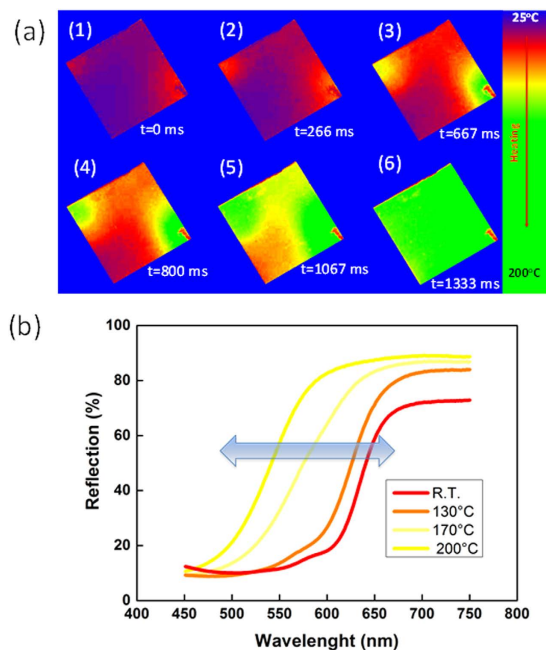 (a)
(1) (2) (3)
25°C
t=0 ms t=266 ms t=667 ms
Heating
(4) (5) (6)
t=800 ms t=1067 ms t=1333 ms
200°C
(b)
Reflection (%)
100
80
60
40
20
0
R.T.
130°C
170°C
200°C
400 450 500 550 600 650 700 750 800
Wavelenght (nm)